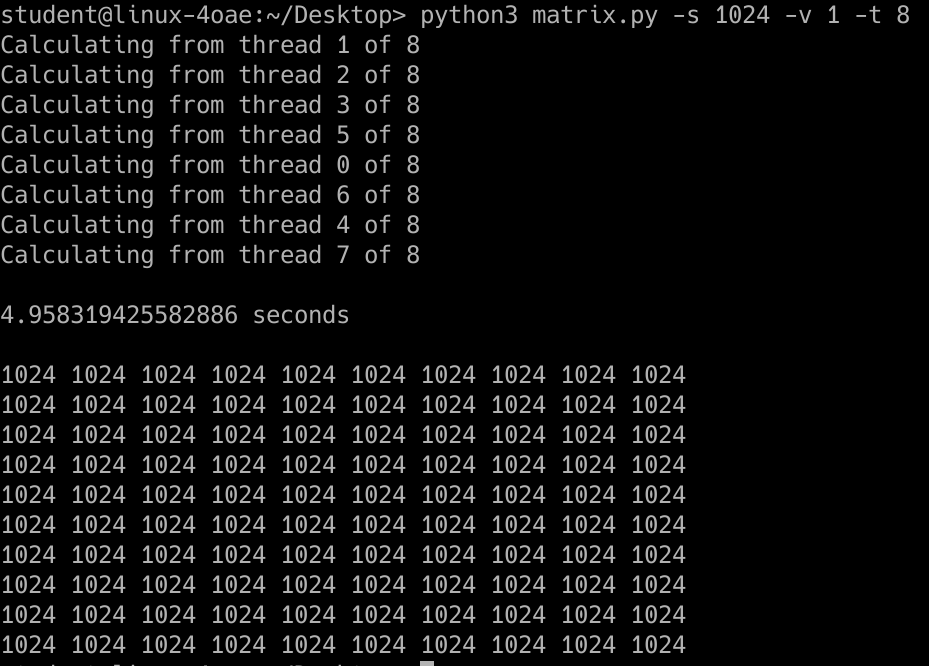 student@linux-4oae:~/Desktop> python3 matrix.py -s 1024 -v 1 -t 8
Calculating from thread 1 of 8
Calculating from thread 2 of 8
Calculating from thread 3 of 8
Calculating from thread 5 of 8
Calculating from thread 0 of 8
Calculating from thread 6 of 8
Calculating from thread 4 of 8
Calculating from thread 7 of 8
4.958319425582886 seconds
1024 1024 1024 1024 1024 1024 1024 1024 1024 1024
1024 1024 1024 1024 1024 1024 1024 1024 1024 1024
1024 1024 1024 1024 1024 1024 1024 1024 1024 1024
1024 1024 1024 1024 1024 1024 1024 1024 1024 1024
1024 1024 1024 1024 1024 1024 1024 1024 1024 1024
1024 1024 1024 1024 1024 1024 1024 1024 1024 1024
1024 1024 1024 1024 1024 1024 1024 1024 1024 1024
1024 1024 1024 1024 1024 1024 1024 1024 1024 1024
1024 1024 1024 1024 1024 1024 1024 1024 1024 1024
1024 1024 1024 1024 1024 1024 1024 1024 1024 1024